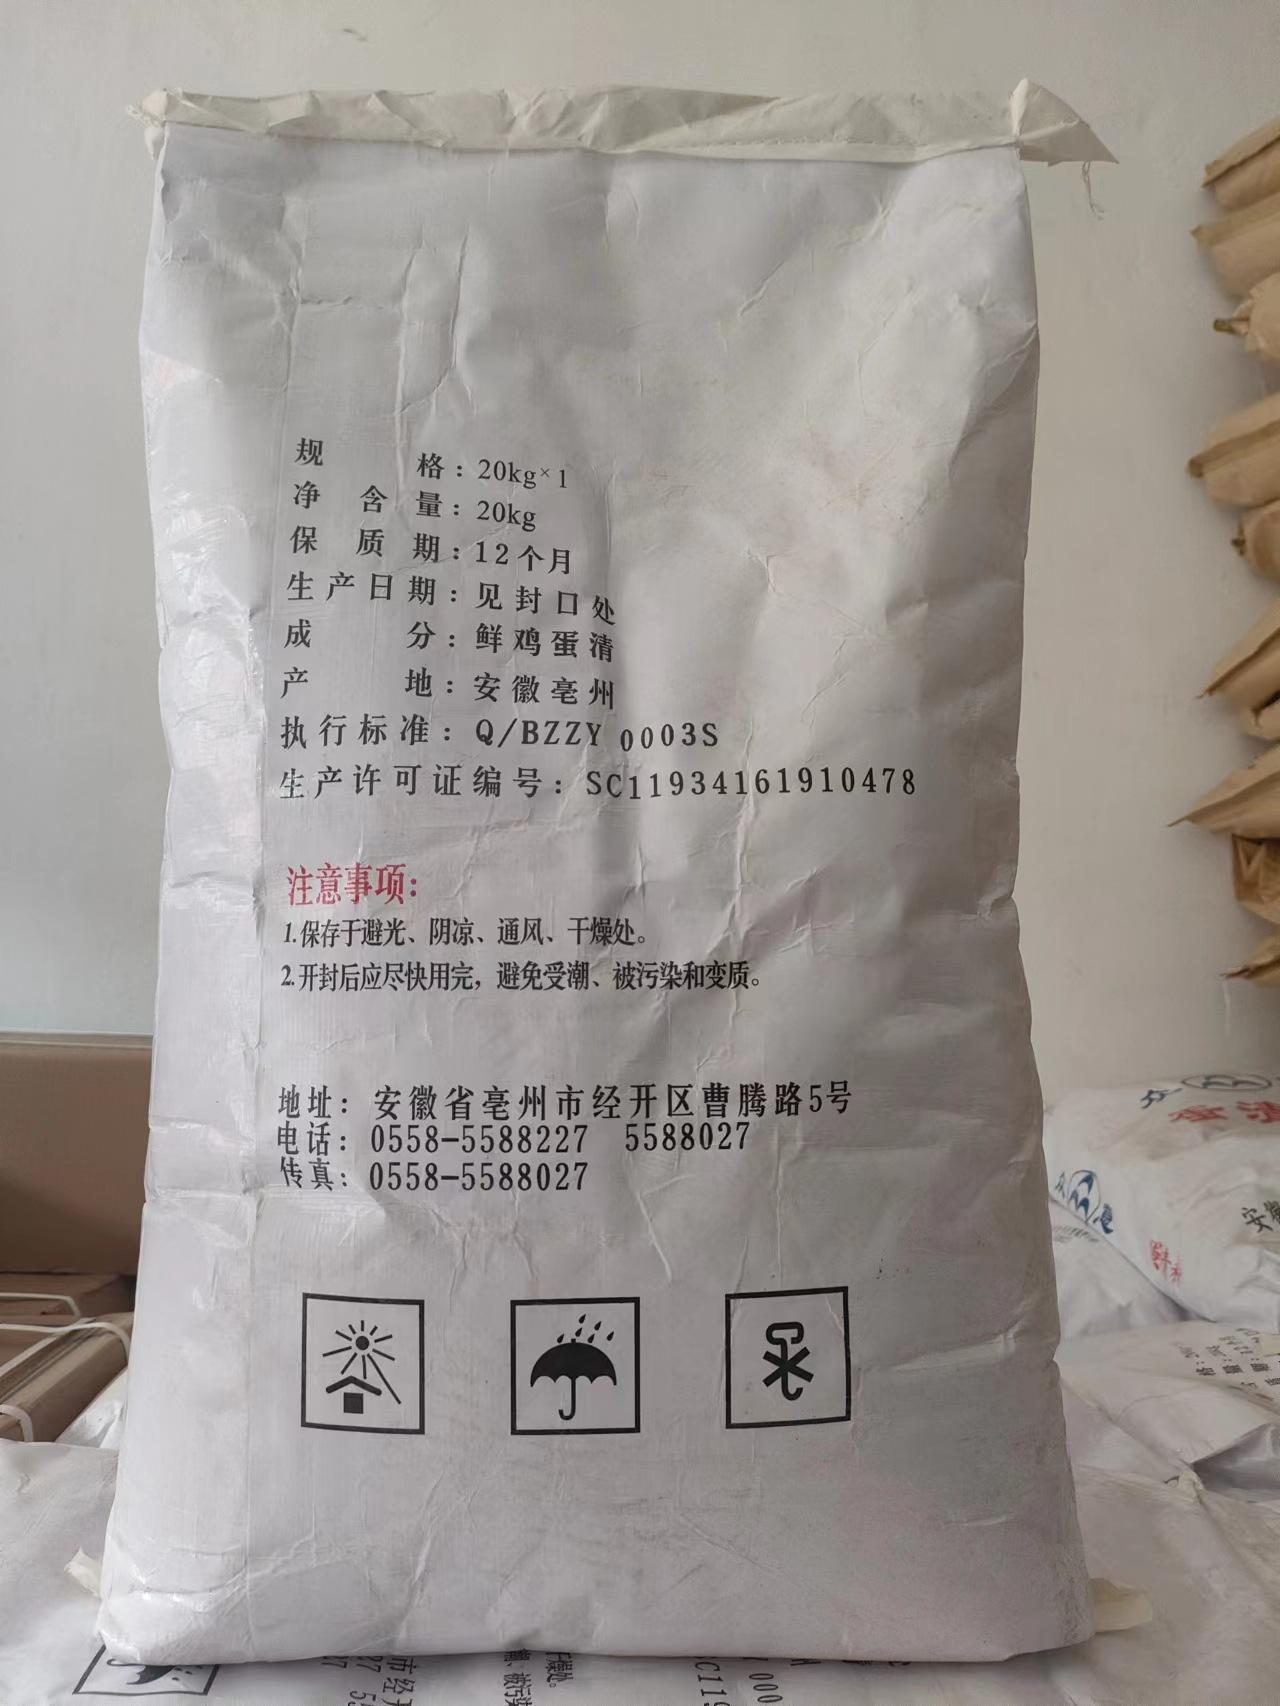 规格：20kg×1
净含量：20kg
保质期：12个月
生产日期：见封口处
成分：鲜鸡蛋清
产地：安徽亳州
执行标准：Q/BZZY 0003S
生产许可证编号：SC11934161910478
注意事项：
1.保存于避光、阴凉、通风、干燥处。
2.开封后应尽快用完，避免受潮、被污染和变质。
地址：安徽省亳州市经开区曹腾路5号
电话：0558-5588227 5588027
传真：0558-5588027